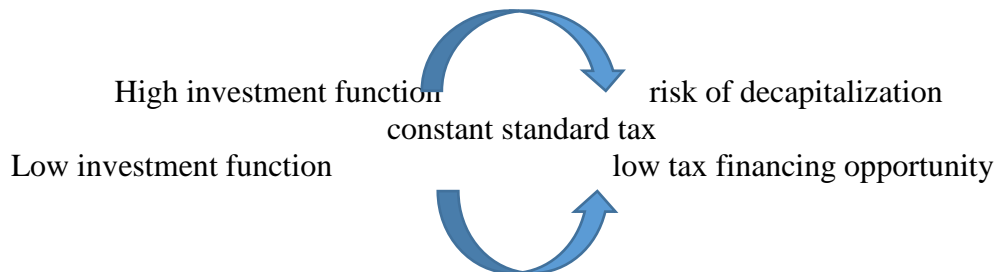 High investment function risk of decapitalization
constant standard tax
Low investment function low tax financing opportunity